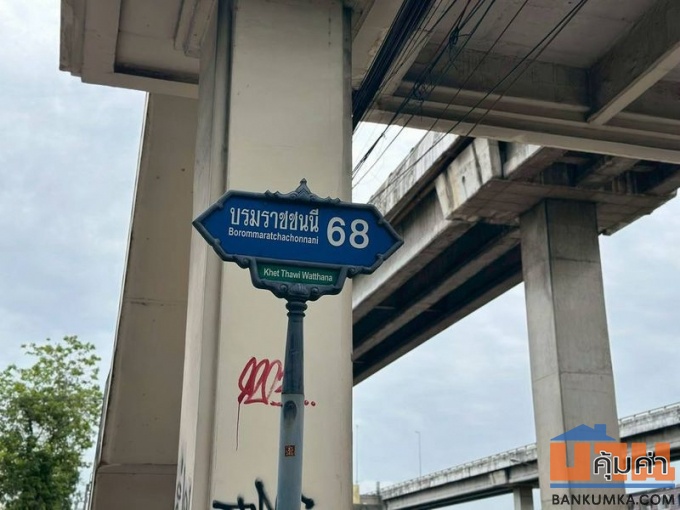 บรมราชชนนี 68
Borommaratchachonnani
Khet Thawi Watthana
คุ้มค่า
BANKUMKA.COM